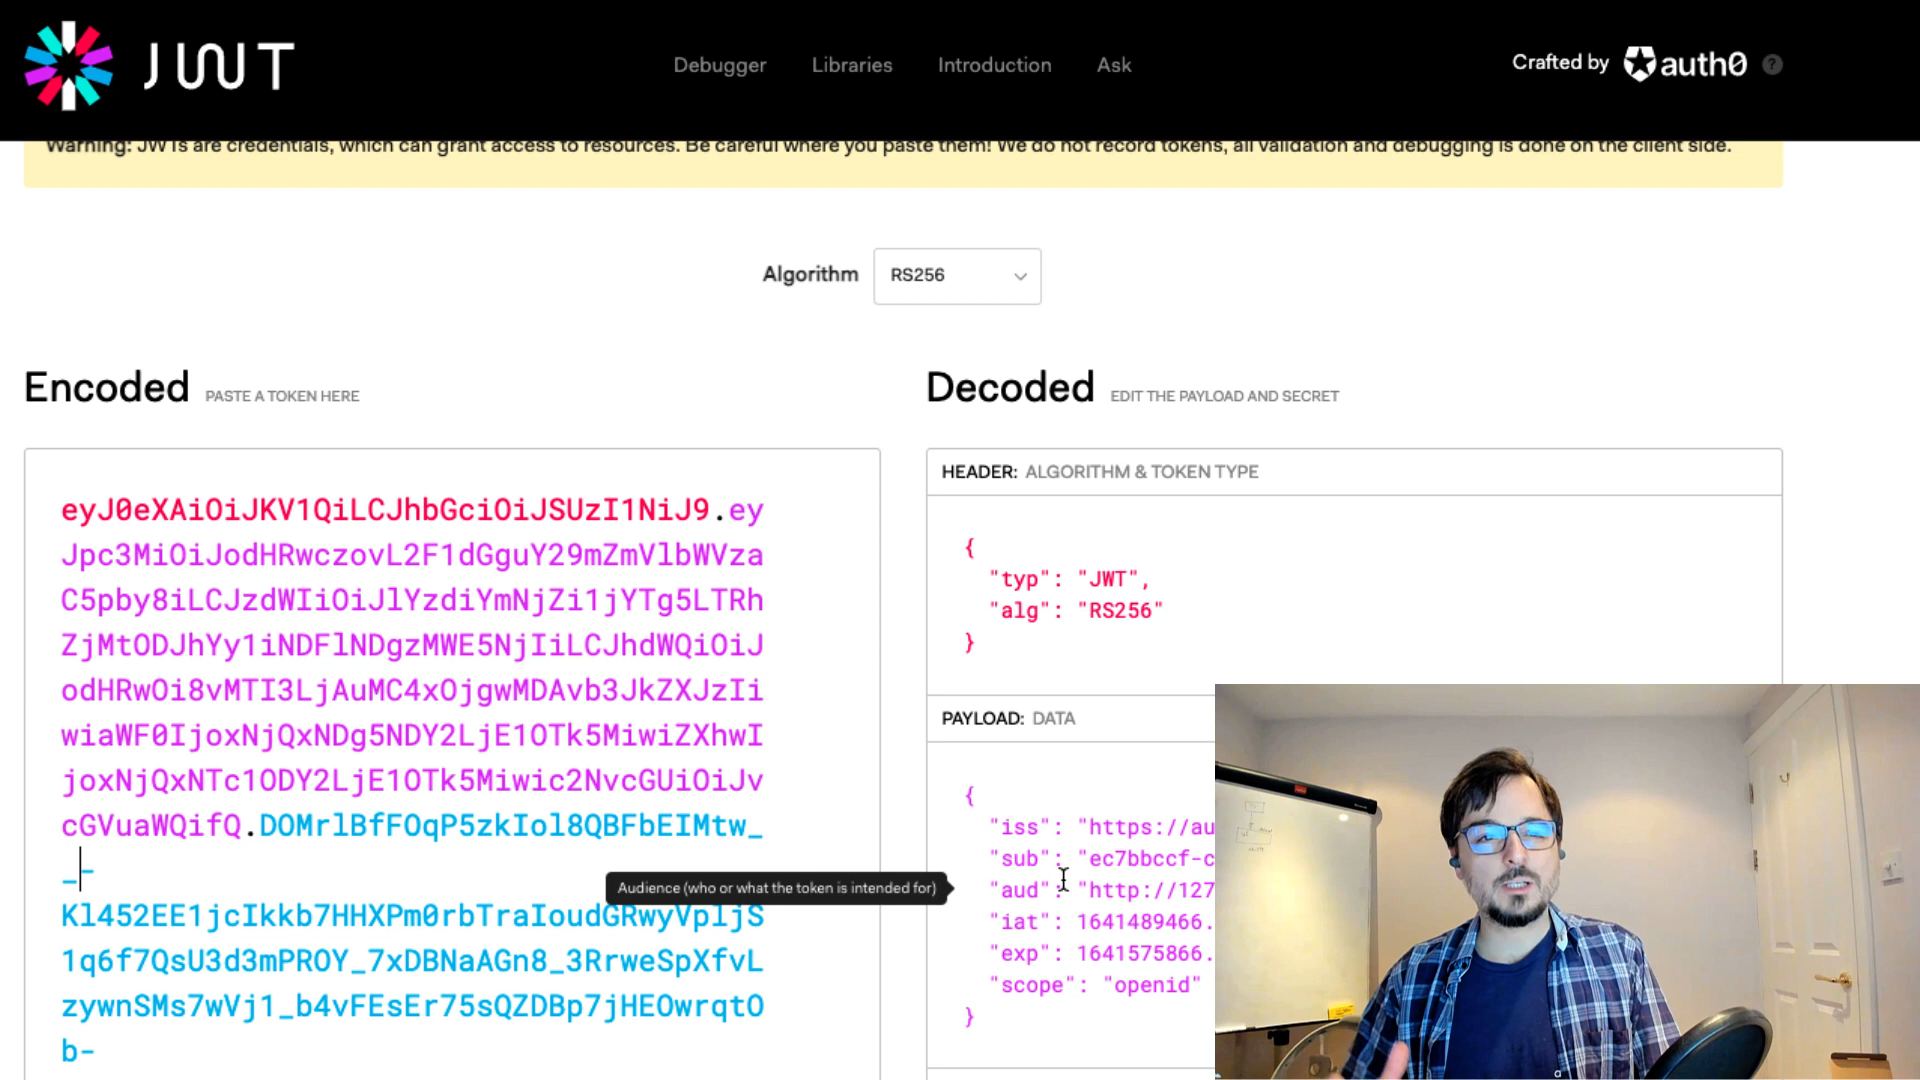 JWT
Debugger
Libraries
Introduction
Ask
Crafted by auth0 ?
Warning: JWTs are credentials, which can grant access to resources. Be careful where you paste them! We do not record tokens, all validation and debugging is done on the client side.
Algorithm
RS256
Encoded PASTE A TOKEN HERE
eyJ0eXAiOiJKV1QiLCJhbGciOiJSUzI1NiJ9.ey
Jpc3MiOiJodHRwczovL2F1dGguY29mZmVlbWVza
C5pby8iLCJzdWIiOiJlYzdiYmNjZi1jYTg5LTRh
ZjMtODJhYy1iNDFlNDgzMWE5NjIiLCJhdWQiOiJ
odHRwOi8vMTI3LjAuMC4xOjgwMDAvb3JkZXJzIi
wiaWF0IjoxNjQxNDg5NDY2LjE1OTk5MiwiZXhwI
joxNjQxNTc1ODY2LjE1OTk5Miwic2NvcGUiOiJv
cGVuaWQifQ.DOMrlBfFOqP5zkIol8QBFbEIMtw_
_-
Kl452EE1jcIkkb7HHXPm0rbTraIoudGRwyVpljS
1q6f7QsU3d3mPROY_7xDBNaAGn8_3RrweSpXfvL
zywnSMs7wVj1_b4vFEsEr75sQZDBp7jHEOwrqtO
b-
Decoded EDIT THE PAYLOAD AND SECRET
HEADER: ALGORITHM & TOKEN TYPE
{
"typ": "JWT",
"alg": "RS256"
}
PAYLOAD: DATA
{
"iss": "https://au
"sub": "ec7bbccf-c
"aud": "http://127
"iat": 1641489466.
"exp": 1641575866.
"scope": "openid"
}
Audience (who or what the token is intended for)